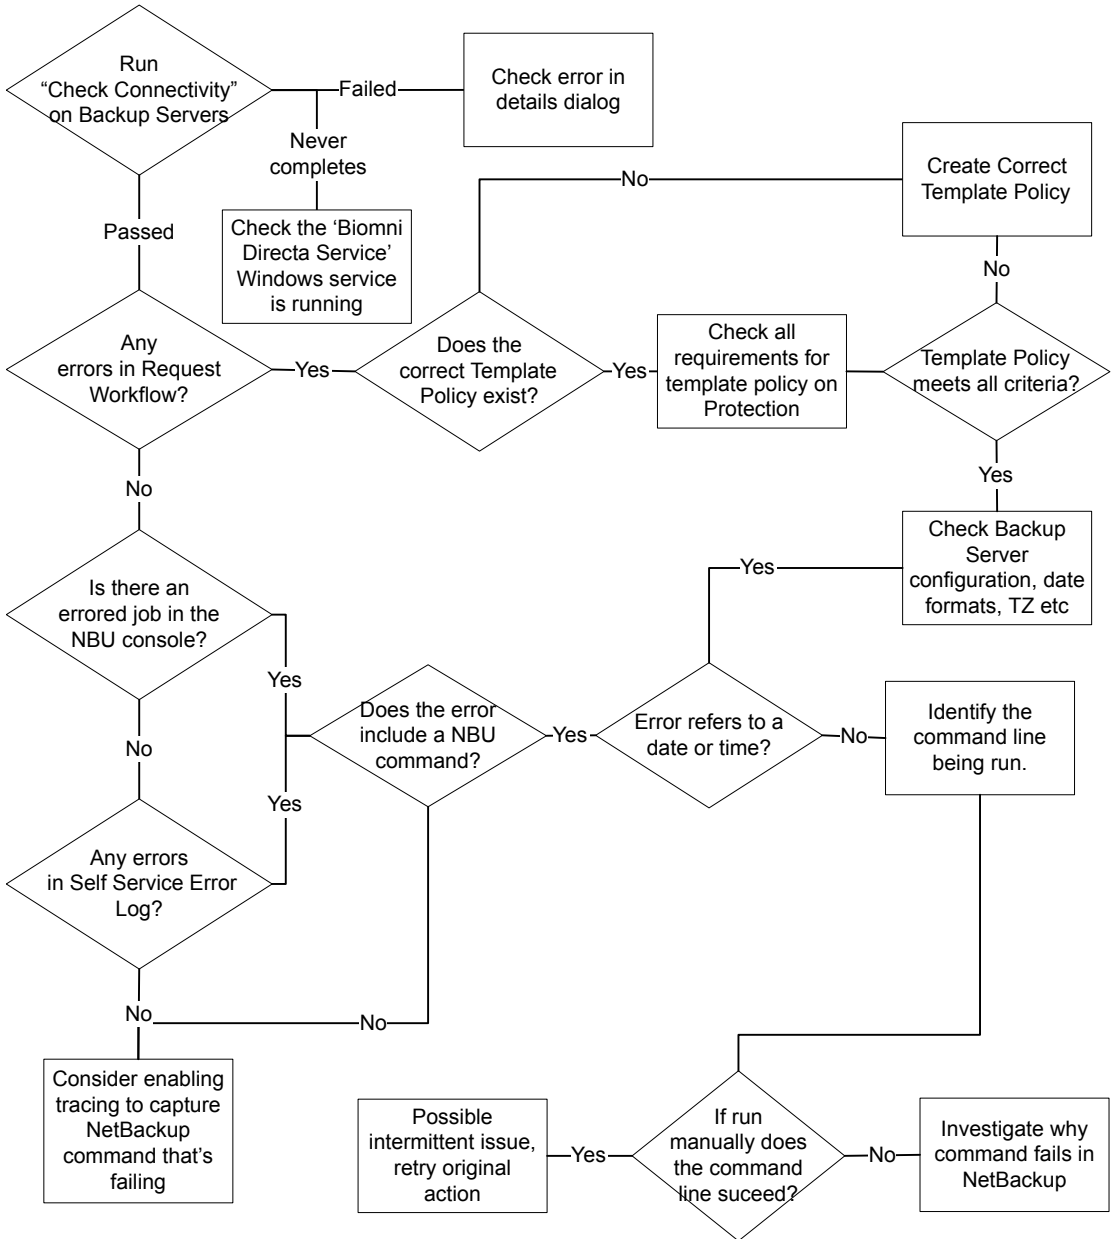 Run
“Check Connectivity”
on Backup Servers
Failed
Check error in
details dialog
Never
completes
Check the ‘Biomni
Directa Service’
Windows service
is running
Passed
No
Create Correct
Template Policy
No
Any
errors in Request
Workflow?
Yes
Does the
correct Template
Policy exist?
Yes
Check all
requirements for
template policy on
Protection
Template Policy
meets all criteria?
Yes
No
Check Backup
Server
configuration, date
formats, TZ etc
Yes
Is there an
errored job in the
NBU console?
Yes
Does the error
include a NBU
command?
Yes
Error refers to a
date or time?
No
Identify the
command line
being run.
No
Yes
Any errors
in Self Service Error
Log?
No
No
Consider enabling
tracing to capture
NetBackup
command that’s
failing
Possible
intermittent issue,
retry original
action
Yes
If run
manually does
the command
line suceed?
No
Investigate why
command fails in
NetBackup